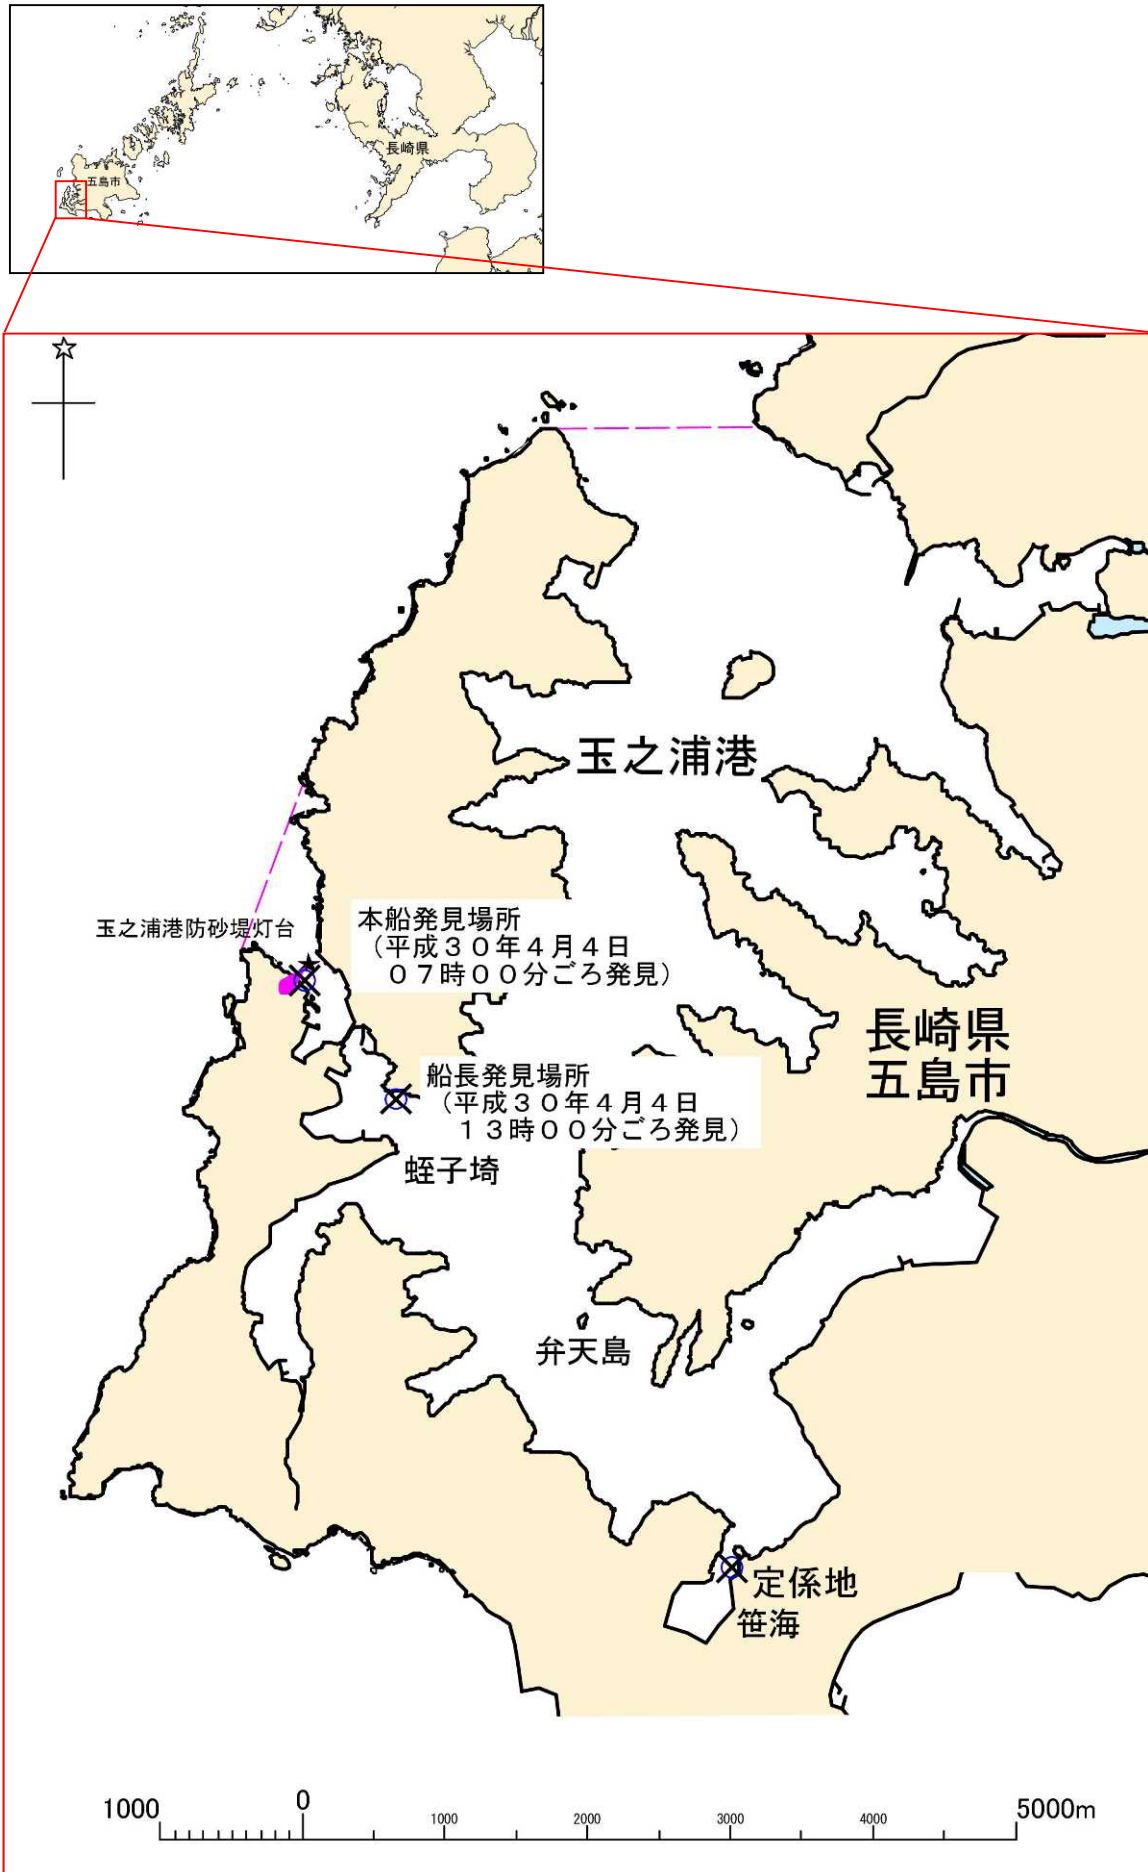 長崎県
五島市
玉之浦港
玉之浦港防砂堤灯台
本船発見場所
（平成３０年４月４日
０７時００分ごろ発見）
長崎県
五島市
船長発見場所
（平成３０年４月４日
１３時００分ごろ発見）
蛭子埼
弁天島
定係地
笹海
1000 0 1000 2000 3000 4000 5000m